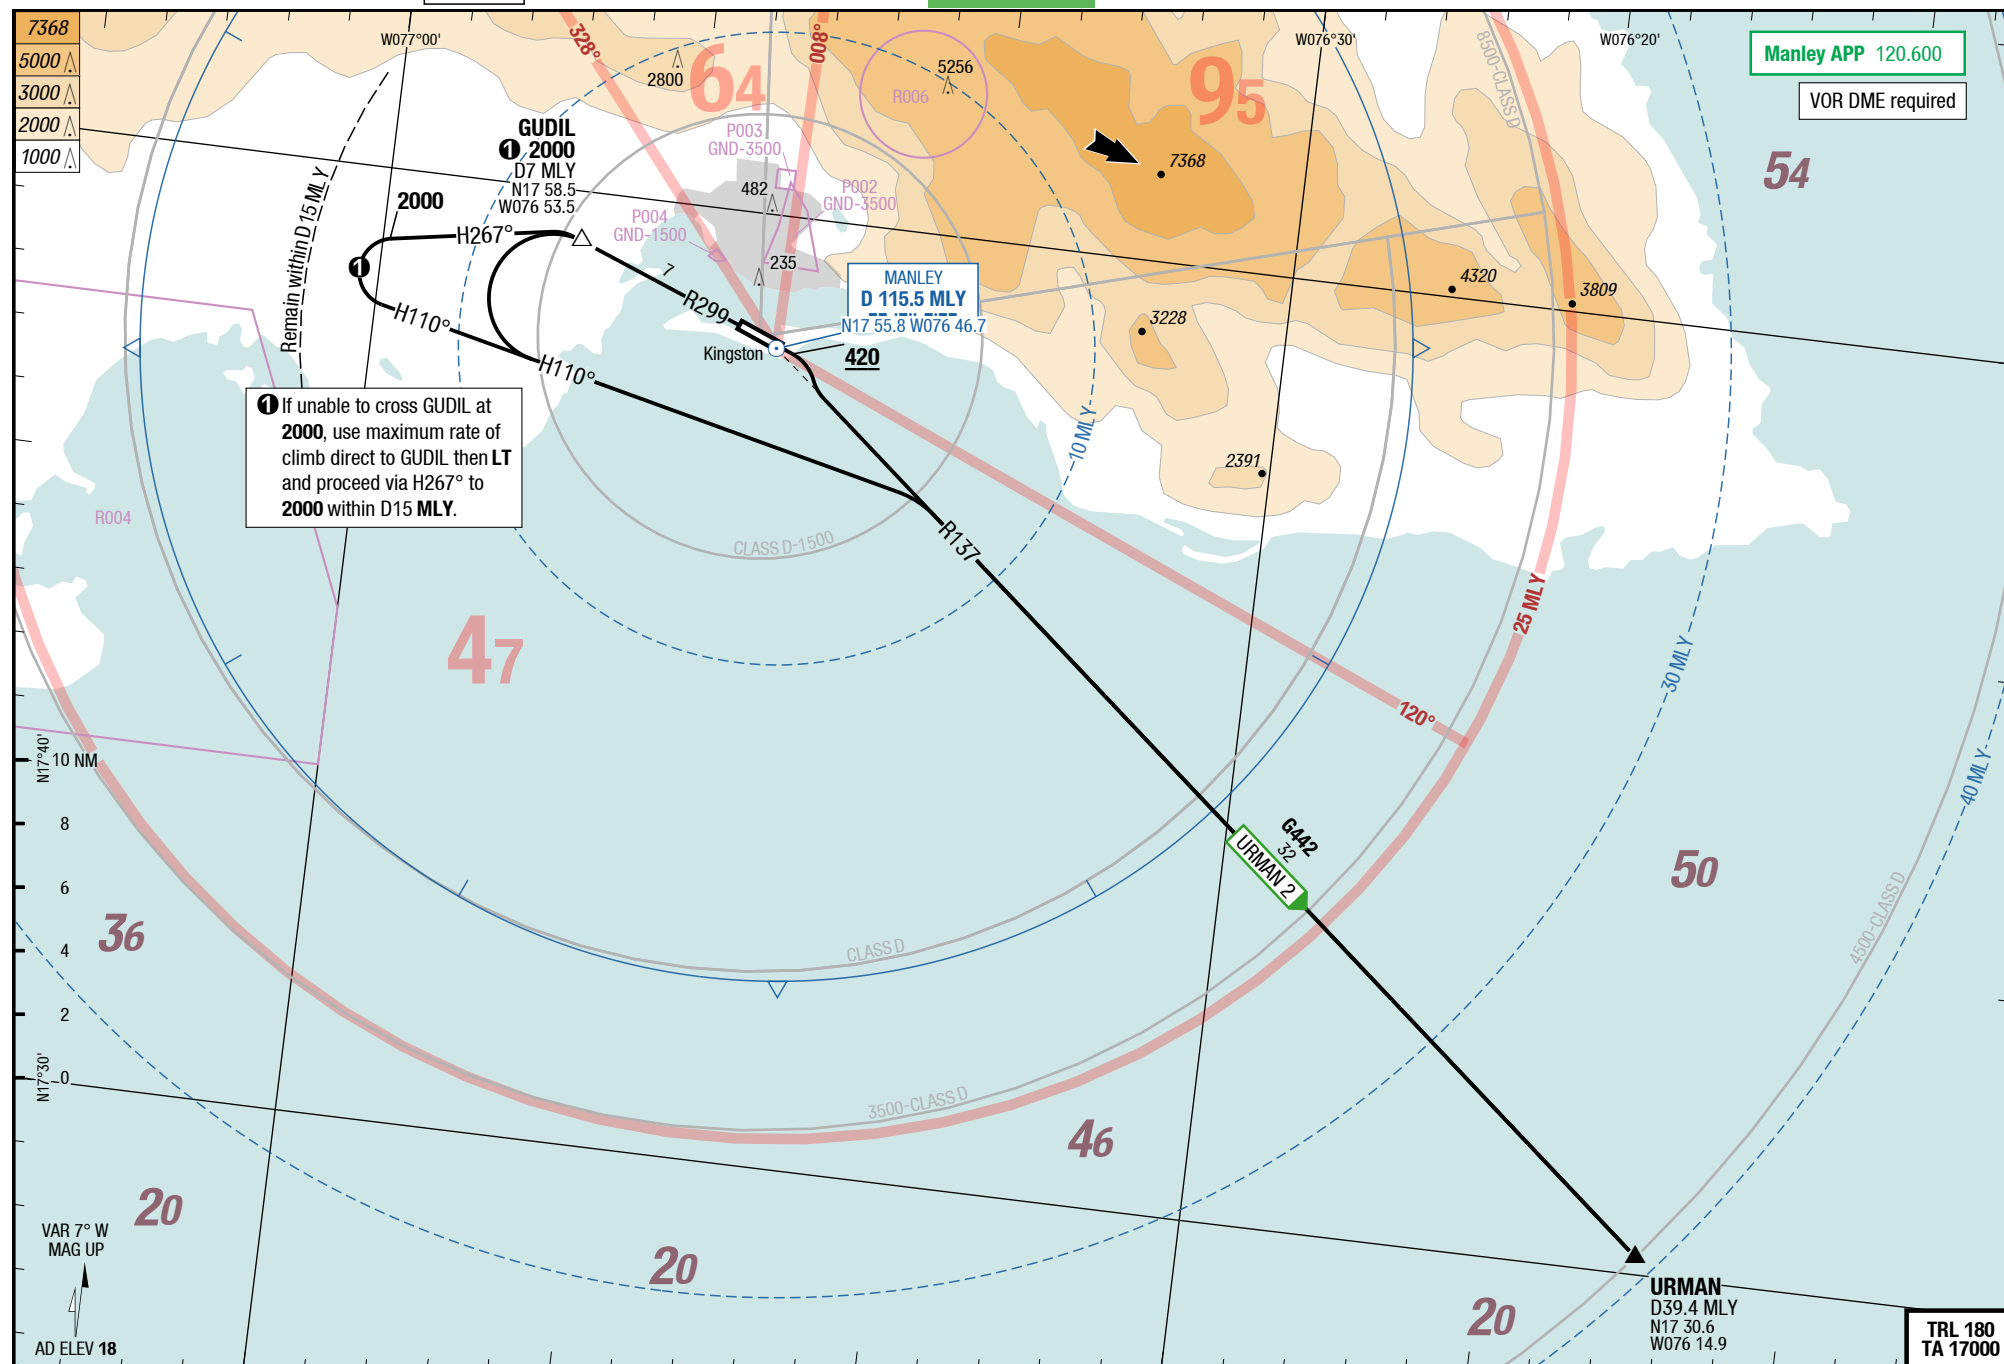 7368
5000
3000
2000
1000
W077°00'
328°
008°
2800
64
5256
R006
95
W076°30'
8500-CLASS D
W076°20'
Manley APP 120.600
VOR DME required
54
GUDIL
1 2000
D7 MLY
N17 58.5
W076 53.5
P003
GND-3500
482
P002
GND-3500
P004
GND-1500
235
7368
4320
3809
3228
2391
Remain within D 15 MLY
2000
H267°
1
H110°
H110°
7
R299
MANLEY
D 115.5 MLY
N17 55.8 W076 46.7
Kingston
420
1 If unable to cross GUDIL at
2000, use maximum rate of
climb direct to GUDIL then LT
and proceed via H267° to
2000 within D15 MLY.
R004
10 MLY
CLASS D-1500
R137
25 MLY
30 MLY
120°
40 MLY
47
N17°40'
10 NM
8
6
4
2
0
N17°30'
G442
32
URMAN 2
50
36
CLASS D
4500-CLASS D
3500-CLASS D
46
20
20
20
VAR 7° W
MAG UP
AD ELEV 18
URMAN
D39.4 MLY
N17 30.6
W076 14.9
TRL 180
TA 17000